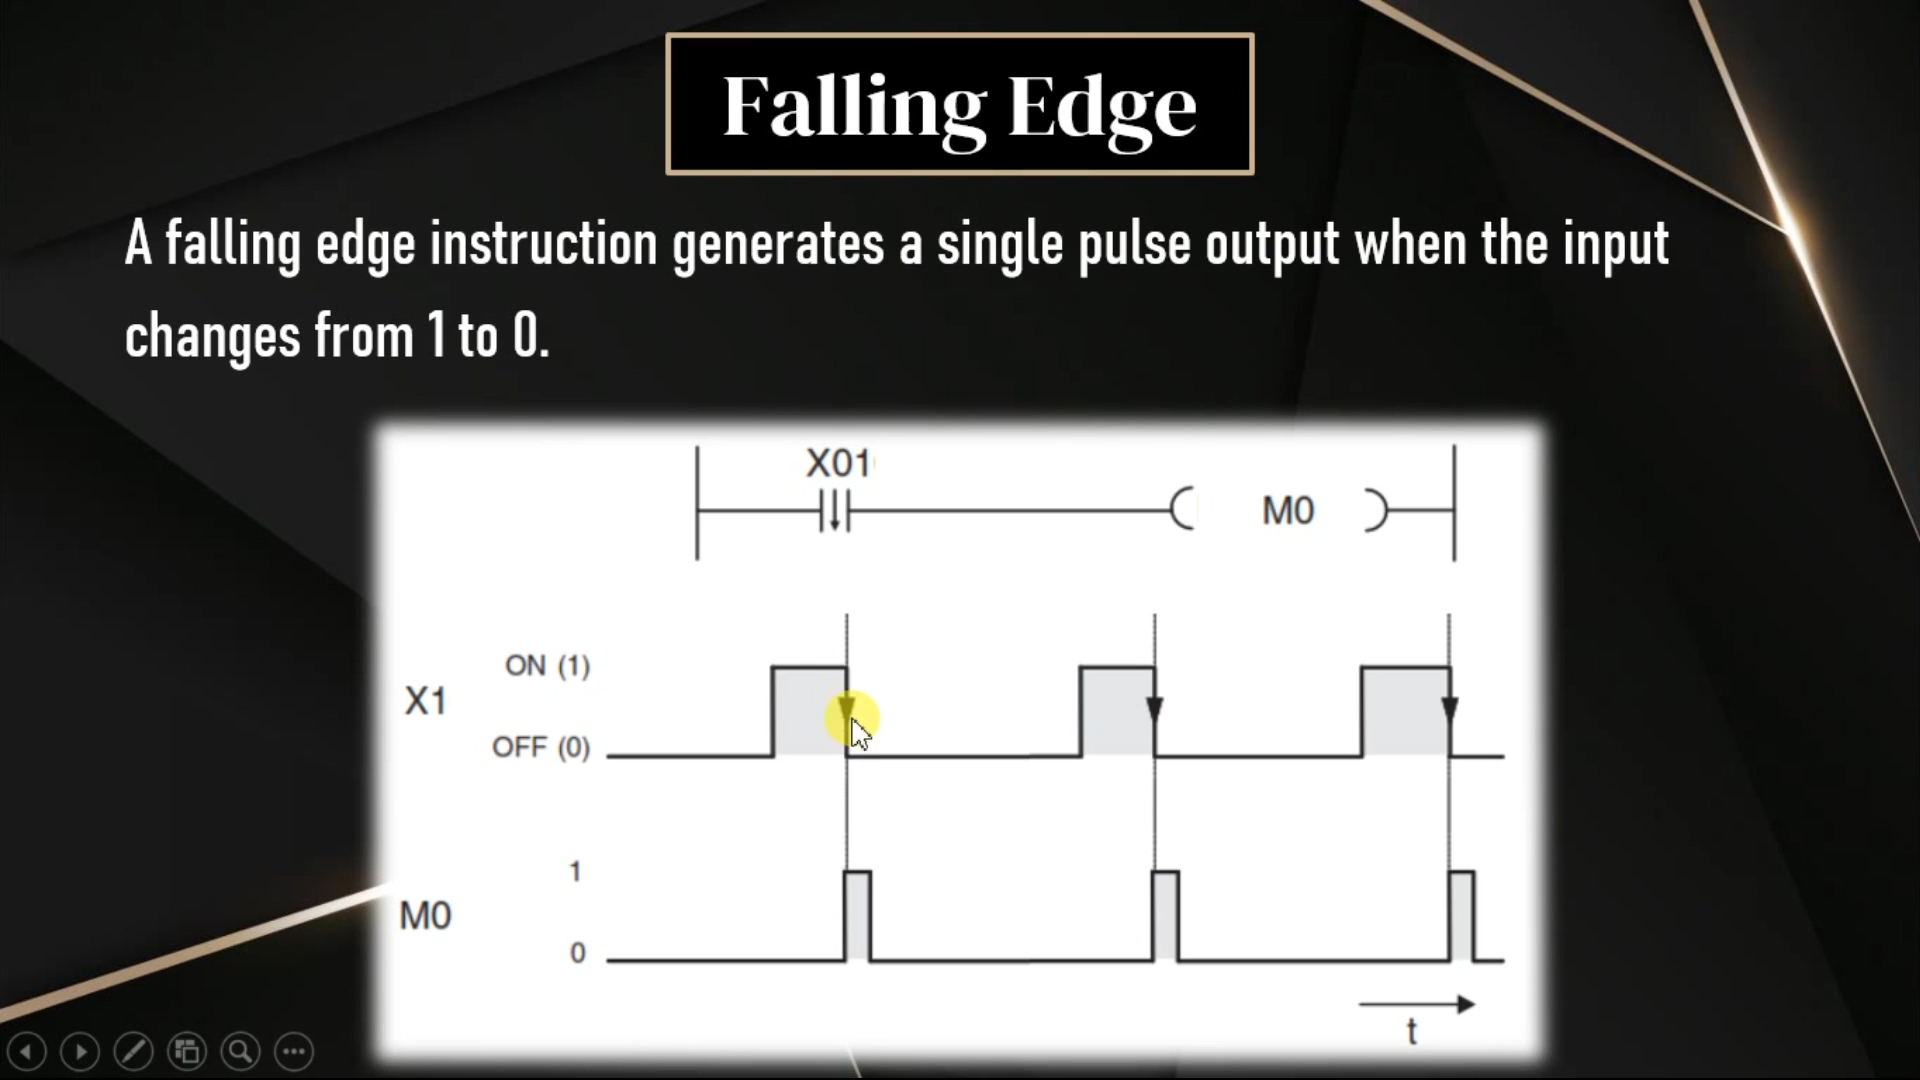 Falling Edge
A falling edge instruction generates a single pulse output when the input
changes from 1 to 0.
X01
M0
ON (1)
X1
OFF (0)
1
M0
0
t